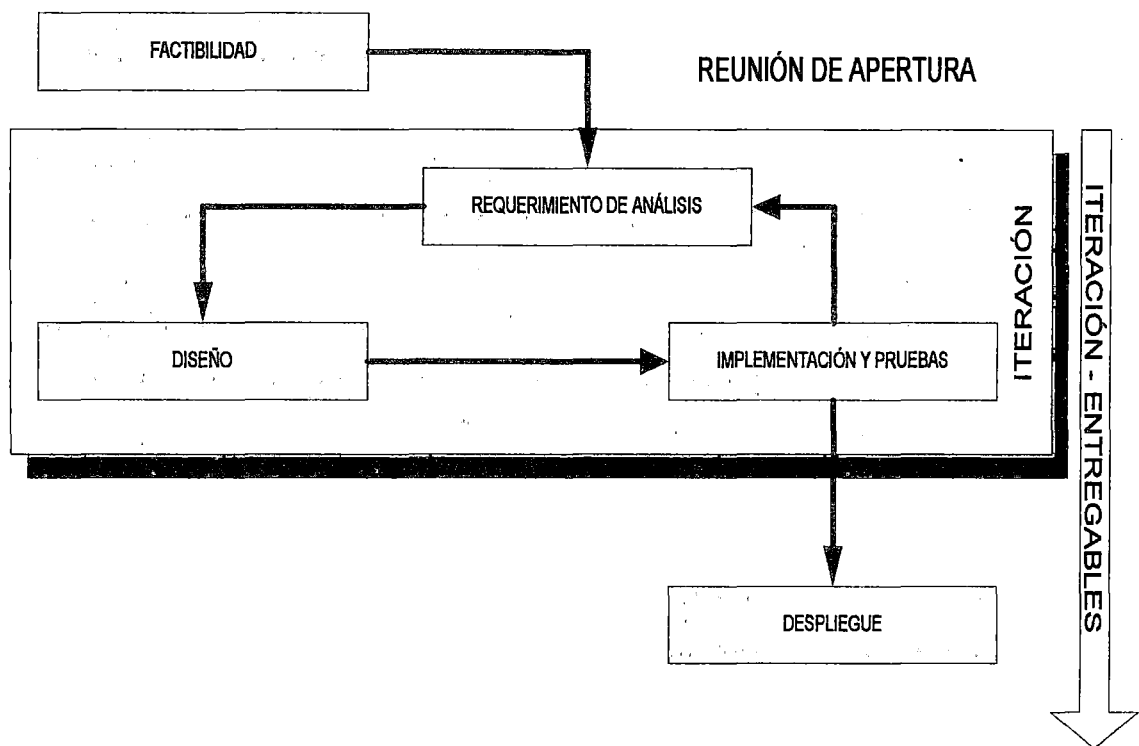 FACTIBILIDAD
REUNIÓN DE APERTURA
REQUERIMIENTO DE ANÁLISIS
DISEÑO
IMPLEMENTACIÓN Y PRUEBAS
ITERACIÓN
ITERACIÓN - ENTREGABLES
DESPLIEGUE